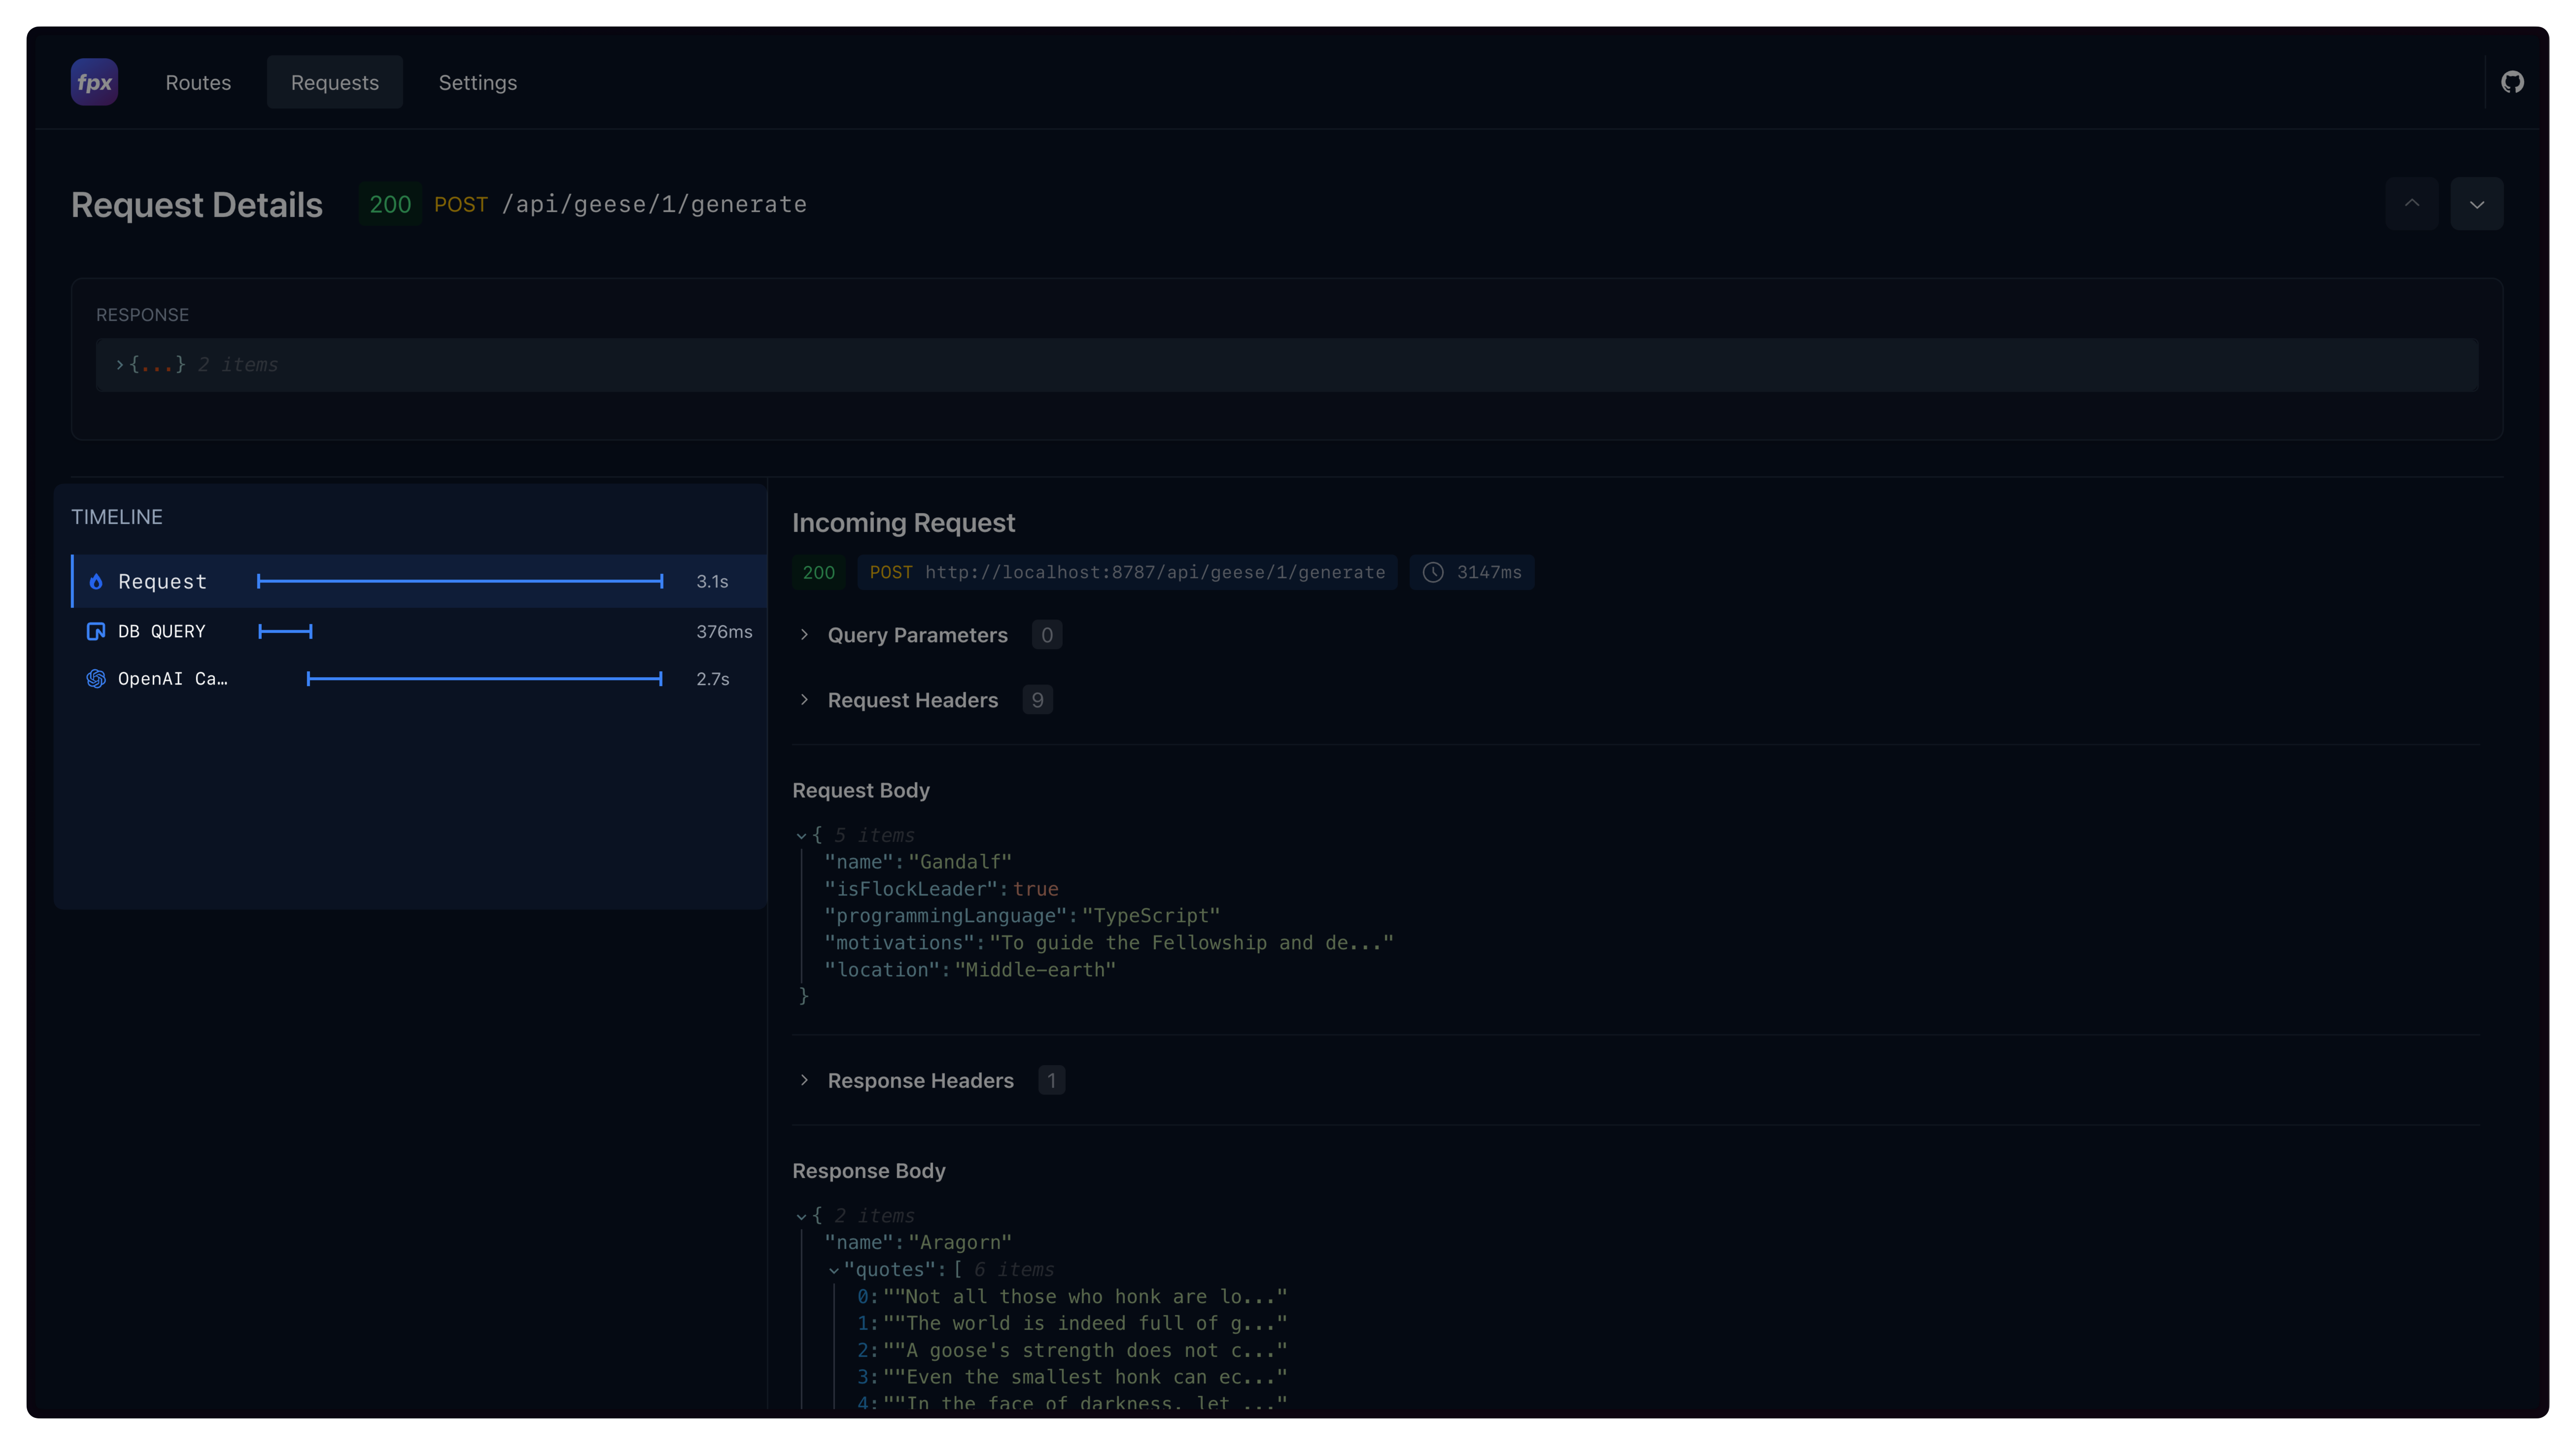 fpx Routes Requests Settings
Request Details 200 POST /api/geese/1/generate
RESPONSE
{...} 2 items
TIMELINE
Request 3.1s
DB QUERY 376ms
OpenAI Ca… 2.7s
Incoming Request
200 POST http://localhost:8787/api/geese/1/generate 3147ms
Query Parameters 0
Request Headers 9
Request Body
{ 5 items
"name":"Gandalf"
"isFlockLeader":true
"programmingLanguage":"TypeScript"
"motivations":"To guide the Fellowship and de..."
"location":"Middle-earth"
}
Response Headers 1
Response Body
{ 2 items
"name":"Aragorn"
"quotes":[ 6 items
0:""Not all those who honk are lo..."
1:""The world is indeed full of g..."
2:""A goose's strength does not c..."
3:""Even the smallest honk can ec..."
4:""In the face of darkness, let ..."